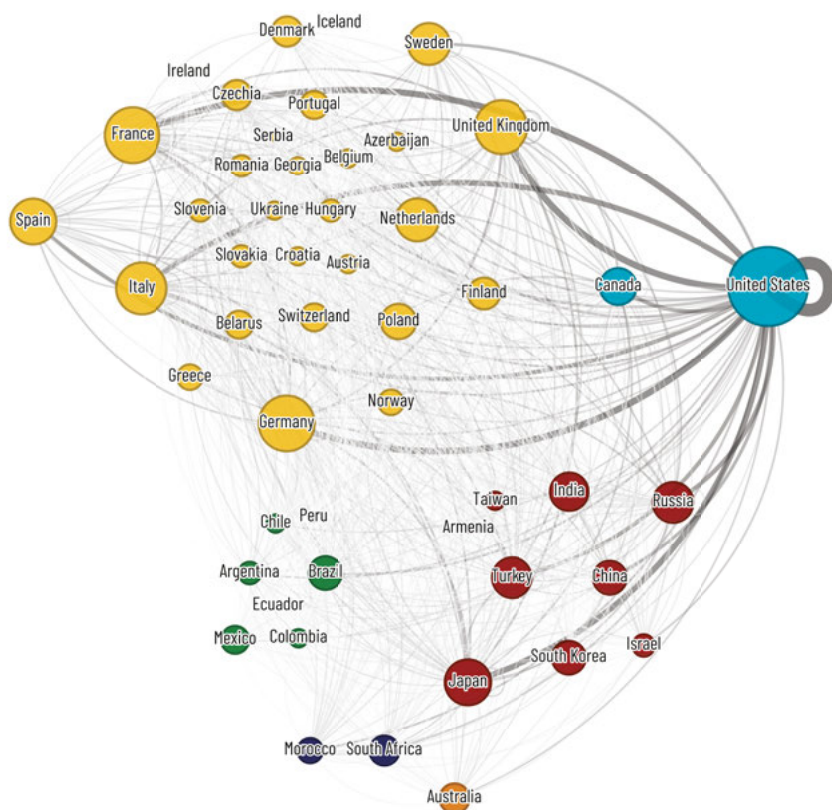 Iceland
Denmark
Sweden
Ireland
Czechia
Portugal
France
United Kingdom
Serbia
Azerbaijan
Belgium
Romania
Georgia
Slovenia
Ukraine
Hungary
Spain
Netherlands
Slovakia
Croatia
Austria
Italy
Finland
Canada
United States
Belarus
Switzerland
Poland
Greece
Norway
Germany
Taiwan
India
Russia
Chile
Peru
Armenia
Argentina
Brazil
Turkey
China
Ecuador
Mexico
Colombia
Israel
South Korea
Japan
Morocco
South Africa
Australia